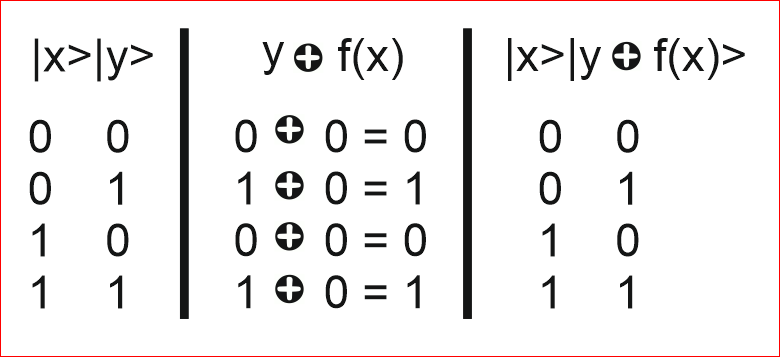 |x>|y> y ⊕ f(x) |x>|y ⊕ f(x)>
0 0 0 ⊕ 0 = 0 0 0
0 1 1 ⊕ 0 = 1 0 1
1 0 0 ⊕ 0 = 0 1 0
1 1 1 ⊕ 0 = 1 1 1